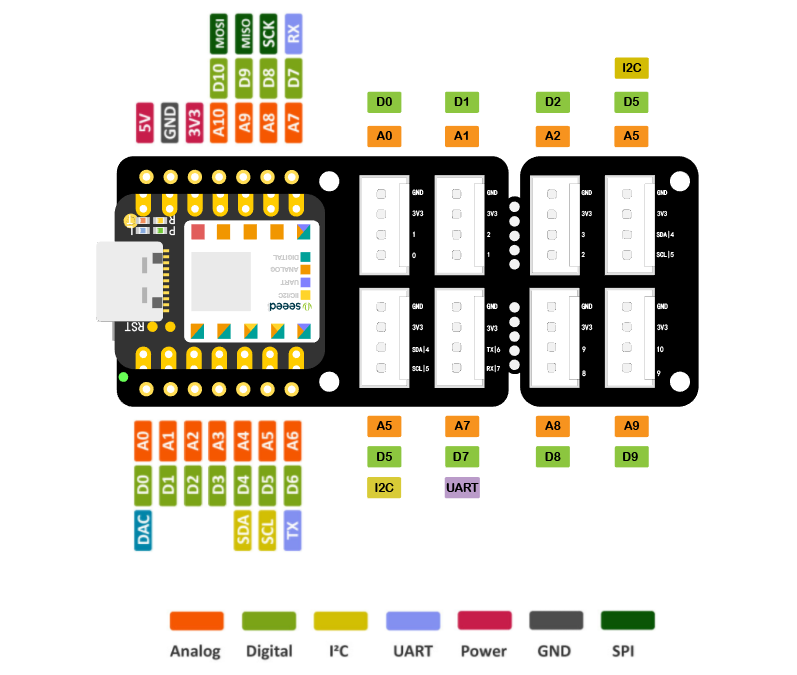 MOSI MISO SCK RX
D10 D9 D8 D7
5V GND 3V3 A10 A9 A8 A7
I2C
D0 D1 D2 D5
A0 A1 A2 A5
GND GND GND GND
3V3 3V3 3V3 3V3
1 2 3 SDA|4
0 1 2 SCL|5
R
T L P
DIGITAL
ANALOG
UART
IIC/I2C
seeed
RST
GND GND GND GND
3V3 3V3 3V3 3V3
SDA|4 TX|6 9 10
SCL|5 RX|7 8 9
A0 A1 A2 A3 A4 A5 A6
D0 D1 D2 D3 D4 D5 D6
DAC SDA SCL TX
A5 A7 A8 A9
D5 D7 D8 D9
I2C UART
Analog Digital I²C UART Power GND SPI